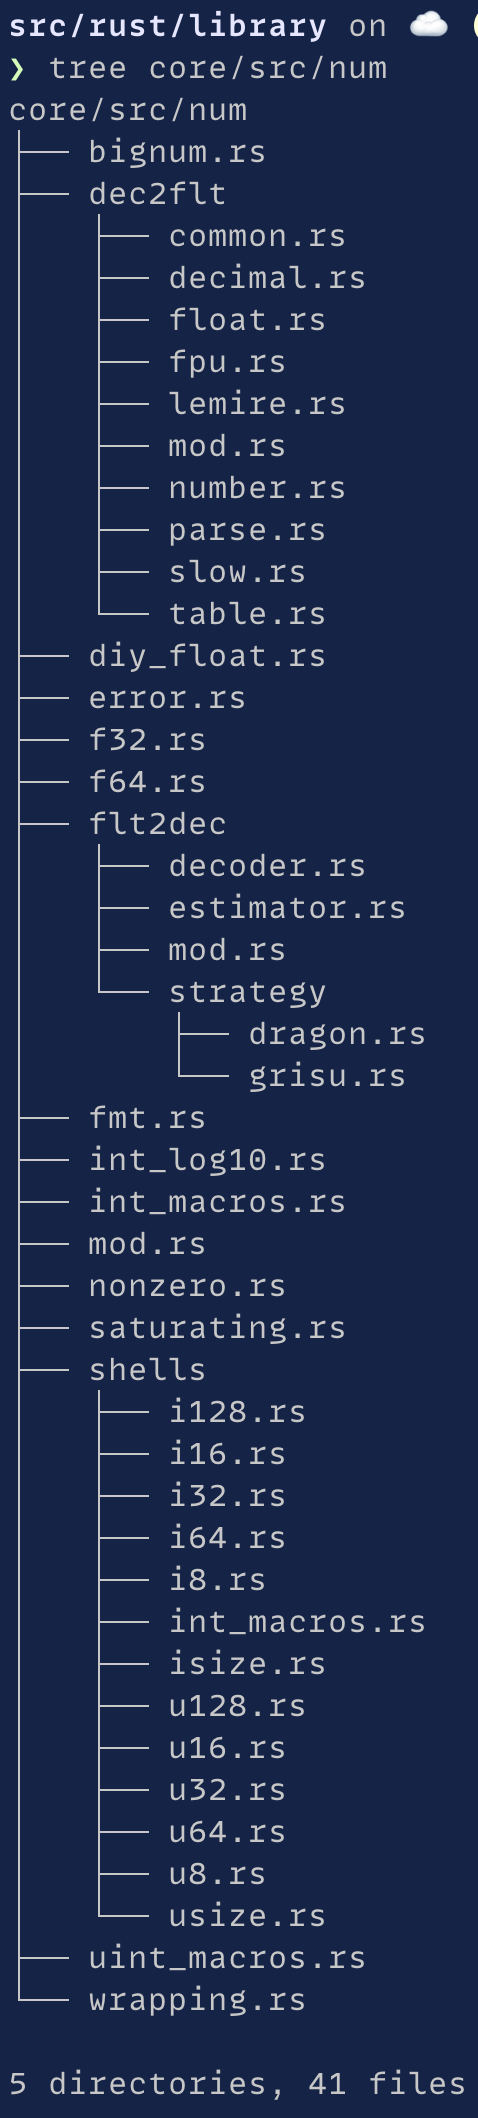 src/rust/library on ☁️
❯ tree core/src/num
core/src/num
├── bignum.rs
├── dec2flt
│   ├── common.rs
│   ├── decimal.rs
│   ├── float.rs
│   ├── fpu.rs
│   ├── lemire.rs
│   ├── mod.rs
│   ├── number.rs
│   ├── parse.rs
│   ├── slow.rs
│   └── table.rs
├── diy_float.rs
├── error.rs
├── f32.rs
├── f64.rs
├── flt2dec
│   ├── decoder.rs
│   ├── estimator.rs
│   ├── mod.rs
│   └── strategy
│       ├── dragon.rs
│       └── grisu.rs
├── fmt.rs
├── int_log10.rs
├── int_macros.rs
├── mod.rs
├── nonzero.rs
├── saturating.rs
├── shells
│   ├── i128.rs
│   ├── i16.rs
│   ├── i32.rs
│   ├── i64.rs
│   ├── i8.rs
│   ├── int_macros.rs
│   ├── isize.rs
│   ├── u128.rs
│   ├── u16.rs
│   ├── u32.rs
│   ├── u64.rs
│   ├── u8.rs
│   └── usize.rs
├── uint_macros.rs
└── wrapping.rs
5 directories, 41 files